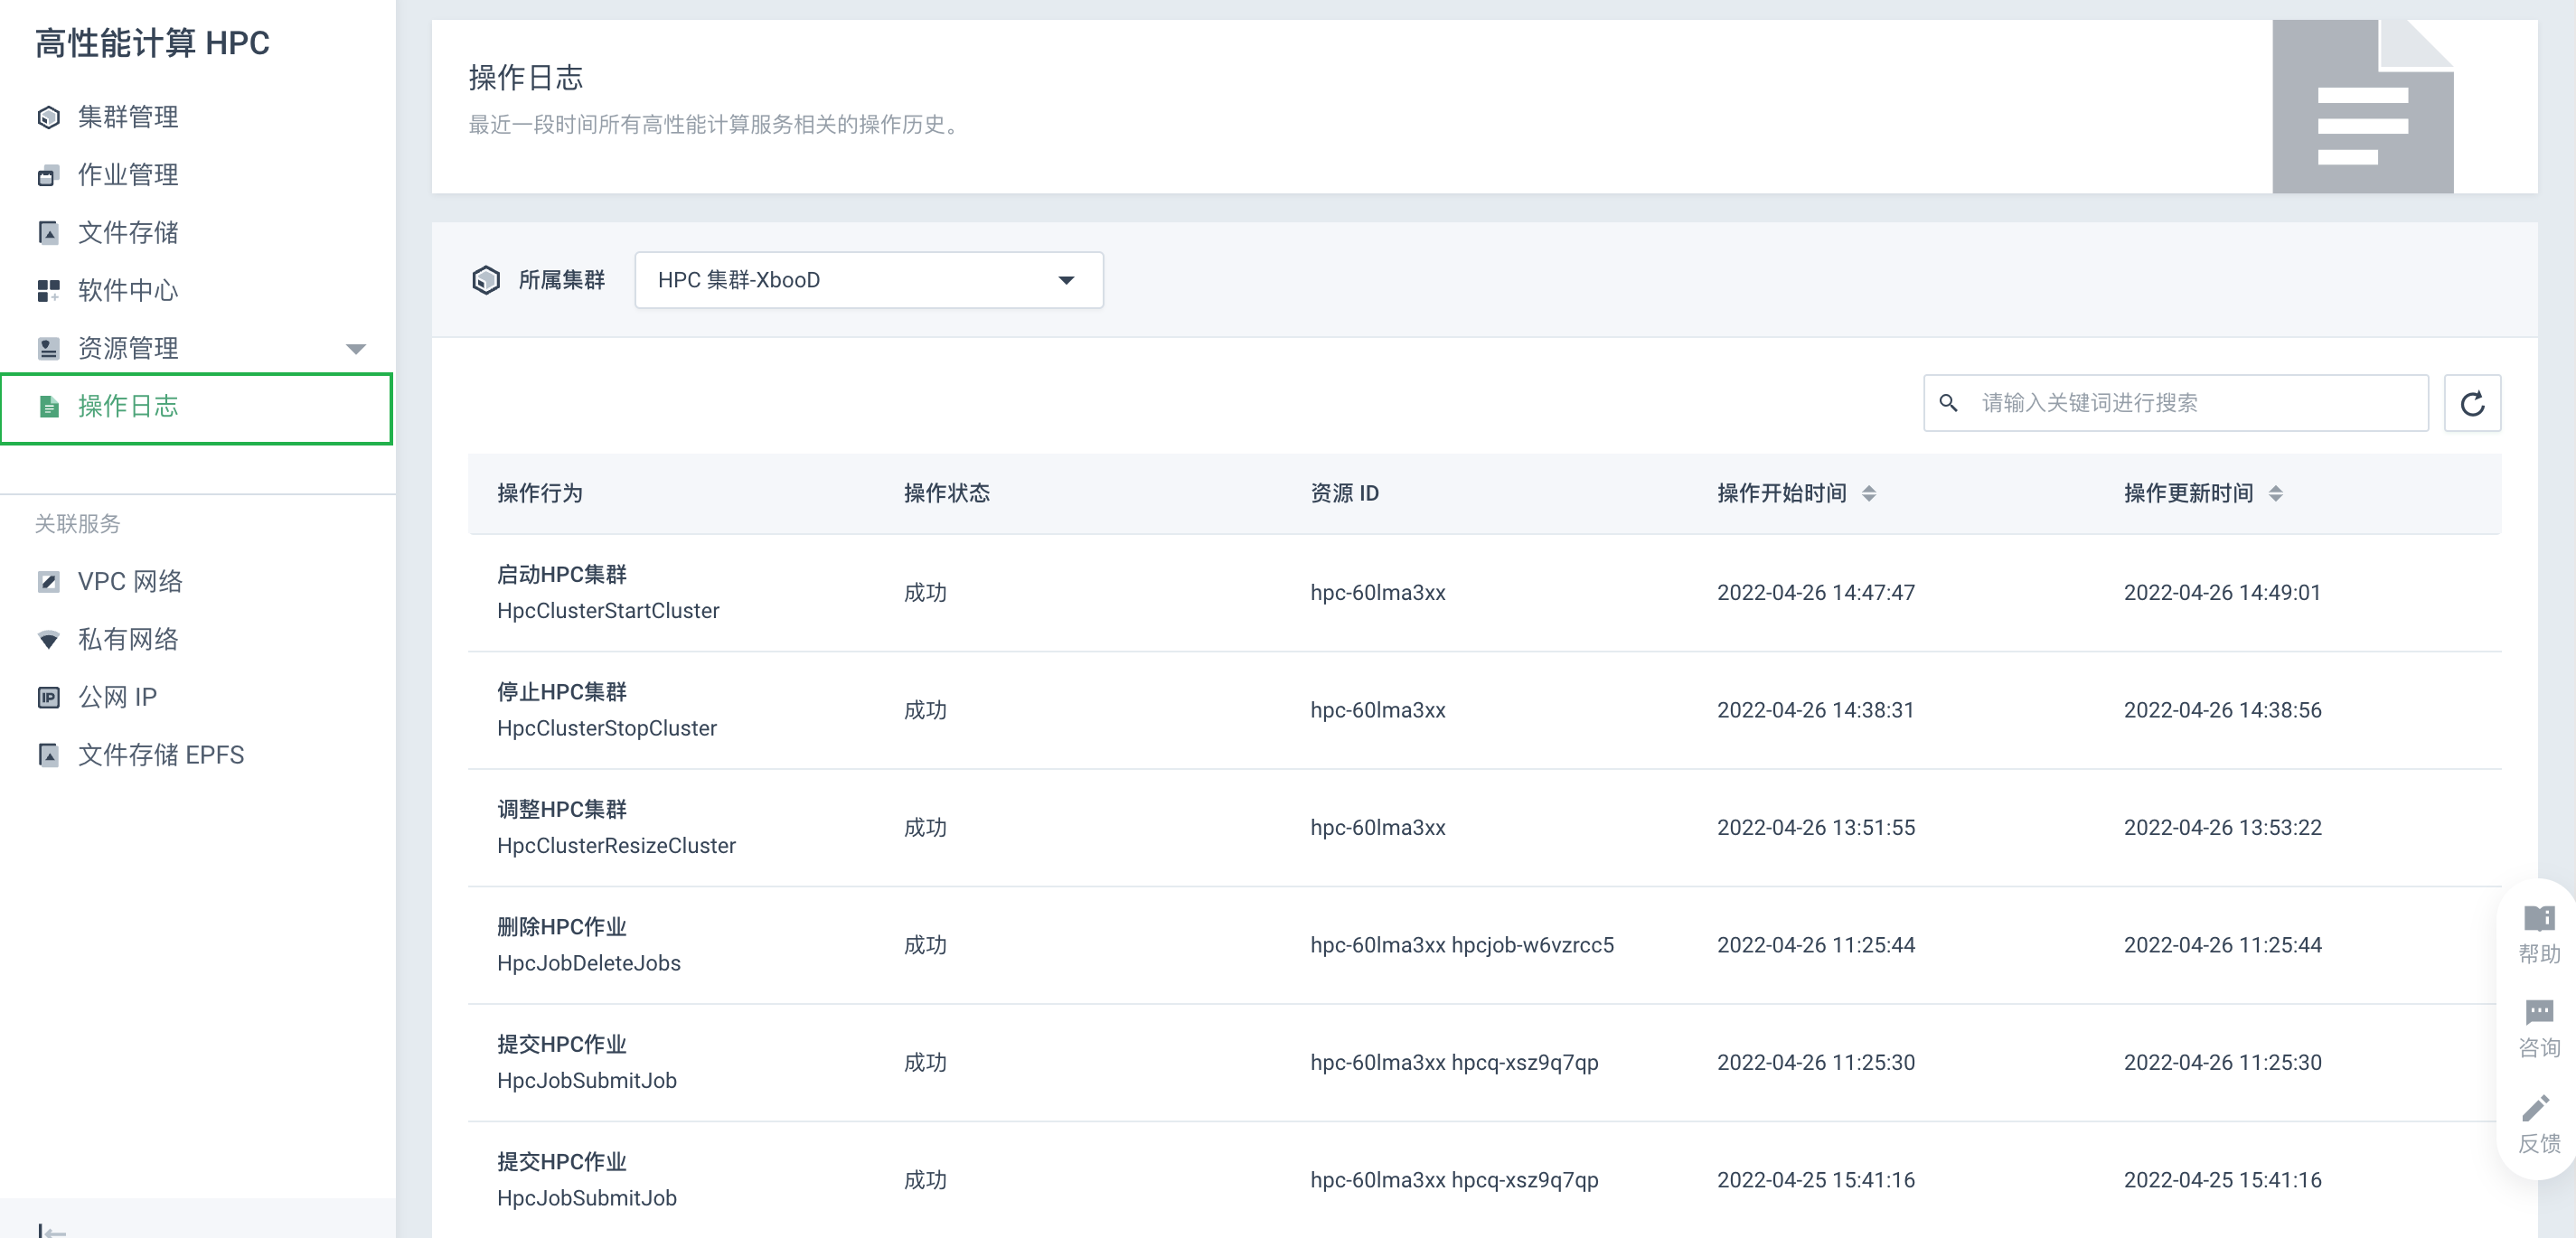 高性能计算 HPC
集群管理
作业管理
文件存储
软件中心
资源管理
操作日志
关联服务
VPC 网络
私有网络
IP 公网 IP
文件存储 EPFS
操作日志
最近一段时间所有高性能计算服务相关的操作历史。
所属集群 HPC 集群-XbooD
请输入关键词进行搜索
操作行为 操作状态 资源 ID 操作开始时间 操作更新时间
启动HPC集群
HpcClusterStartCluster
成功 hpc-60lma3xx 2022-04-26 14:47:47 2022-04-26 14:49:01
停止HPC集群
HpcClusterStopCluster
成功 hpc-60lma3xx 2022-04-26 14:38:31 2022-04-26 14:38:56
调整HPC集群
HpcClusterResizeCluster
成功 hpc-60lma3xx 2022-04-26 13:51:55 2022-04-26 13:53:22
删除HPC作业
HpcJobDeleteJobs
成功 hpc-60lma3xx hpcjob-w6vzrcc5 2022-04-26 11:25:44 2022-04-26 11:25:44
提交HPC作业
HpcJobSubmitJob
成功 hpc-60lma3xx hpcq-xsz9q7qp 2022-04-26 11:25:30 2022-04-26 11:25:30
提交HPC作业
HpcJobSubmitJob
成功 hpc-60lma3xx hpcq-xsz9q7qp 2022-04-25 15:41:16 2022-04-25 15:41:16
帮助
咨询
反馈